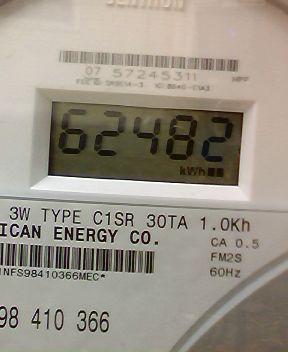 CENTRON
07 57245311
62482
kWh
3W TYPE C1SR 30TA 1.0Kh
ICAN ENERGY CO.
CA 0.5
FM2S
60Hz
INFS98410366MEC*
98 410 366